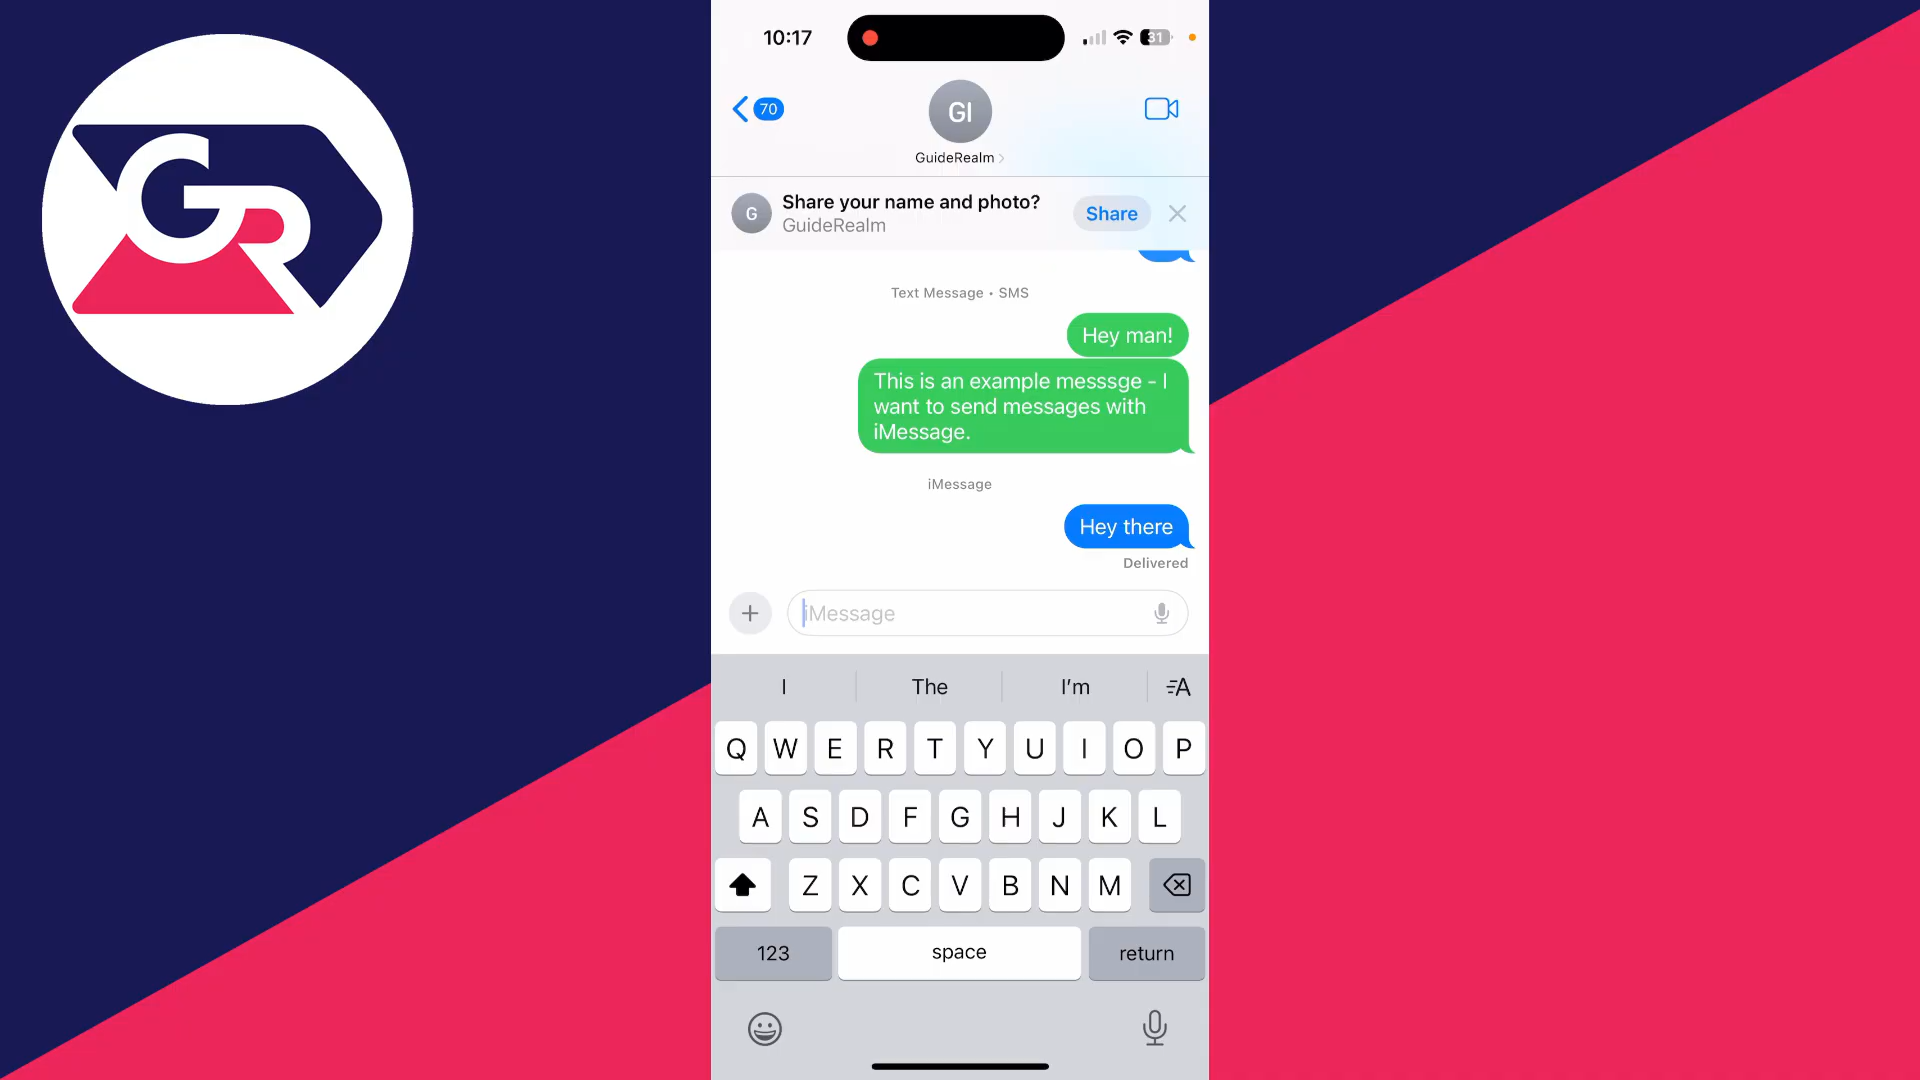 GR
10:17
31
70
GI
GuideRealm
G
Share your name and photo?
GuideRealm
Share
Text Message • SMS
Hey man!
This is an example messsge - I
want to send messages with
iMessage.
iMessage
Hey there
Delivered
iMessage
I The I'm
Q W E R T Y U I O P
A S D F G H J K L
Z X C V B N M
123 space return